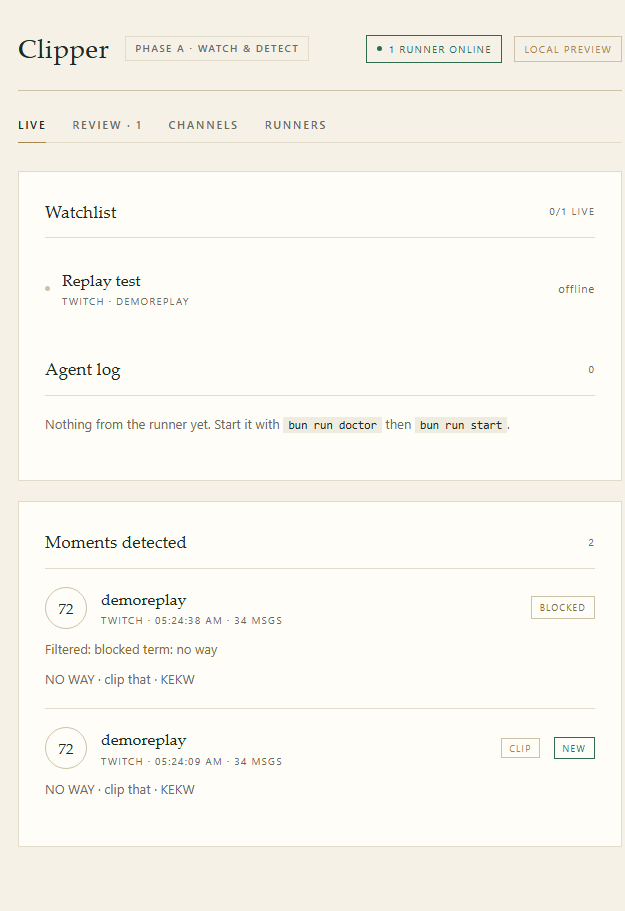 Clipper
PHASE A · WATCH & DETECT
1 RUNNER ONLINE
LOCAL PREVIEW
LIVE
REVIEW · 1
CHANNELS
RUNNERS
Watchlist
0/1 LIVE
Replay test
TWITCH · DEMOREPLAY
offline
Agent log
0
Nothing from the runner yet. Start it with bun run doctor then bun run start.
Moments detected
2
72
demoreplay
TWITCH · 05:24:38 AM · 34 MSGS
BLOCKED
Filtered: blocked term: no way
NO WAY · clip that · KEKW
72
demoreplay
TWITCH · 05:24:09 AM · 34 MSGS
CLIP
NEW
NO WAY · clip that · KEKW